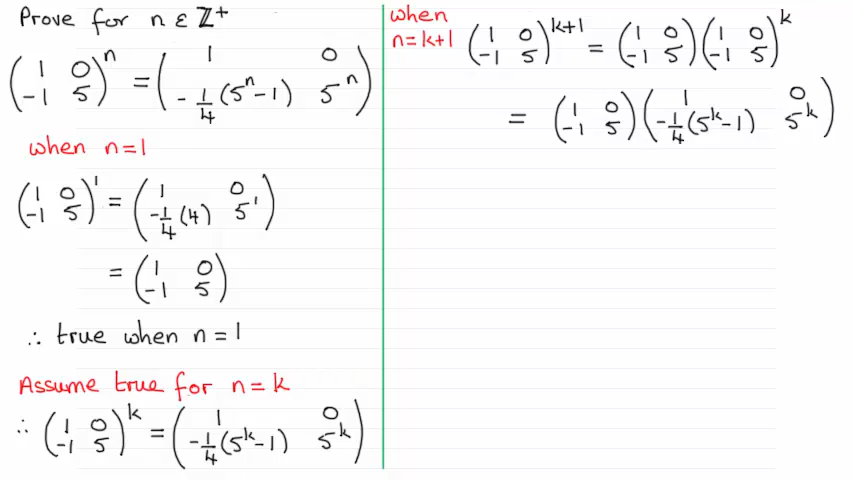 Prove for n ε ℤ⁺
(1 0; -1 5)ⁿ = (1 0; -1/4(5ⁿ-1) 5ⁿ)
when n=1
(1 0; -1 5)¹ = (1 0; -1/4(4) 5¹)
= (1 0; -1 5)
∴ true when n=1
Assume true for n=k
∴ (1 0; -1 5)ᵏ = (1 0; -1/4(5ᵏ-1) 5ᵏ)
when
n=k+1 (1 0; -1 5)ᵏ⁺¹ = (1 0; -1 5)(1 0; -1 5)ᵏ
= (1 0; -1 5)(1 0; -1/4(5ᵏ-1) 5ᵏ)